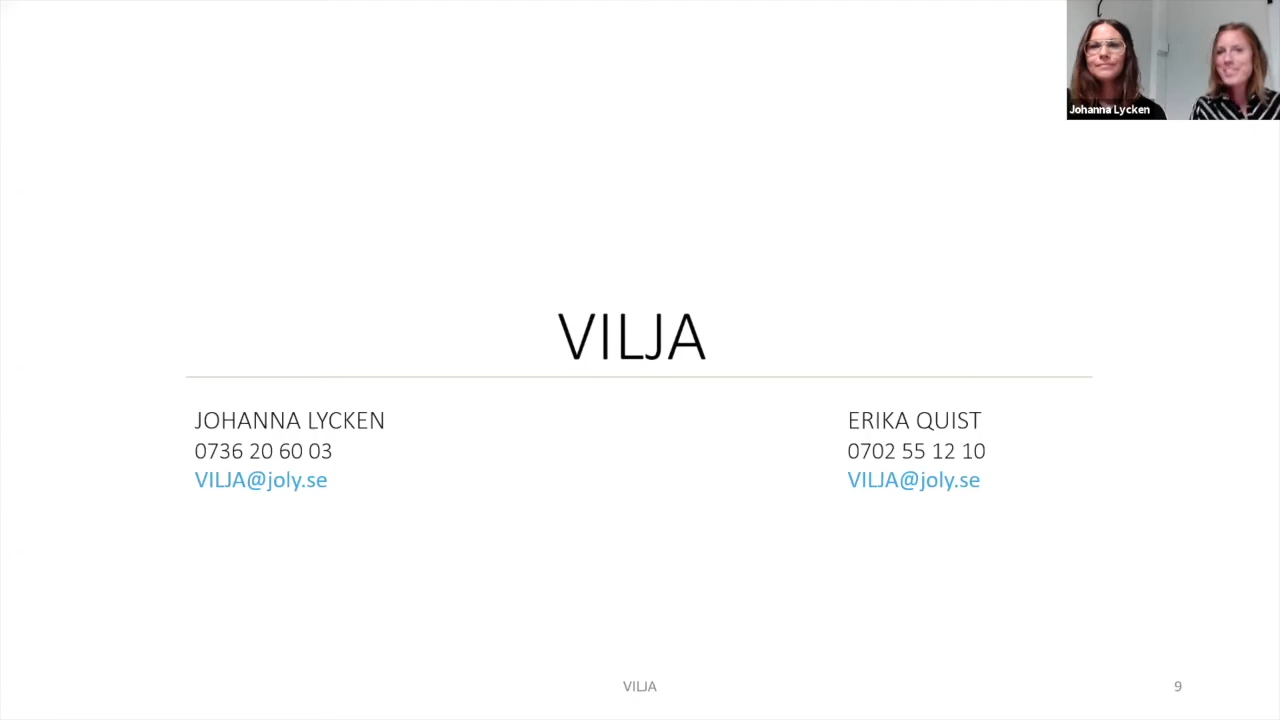 Johanna Lycken
VILJA
JOHANNA LYCKEN
0736 20 60 03
VILJA@joly.se
ERIKA QUIST
0702 55 12 10
VILJA@joly.se
VILJA
9